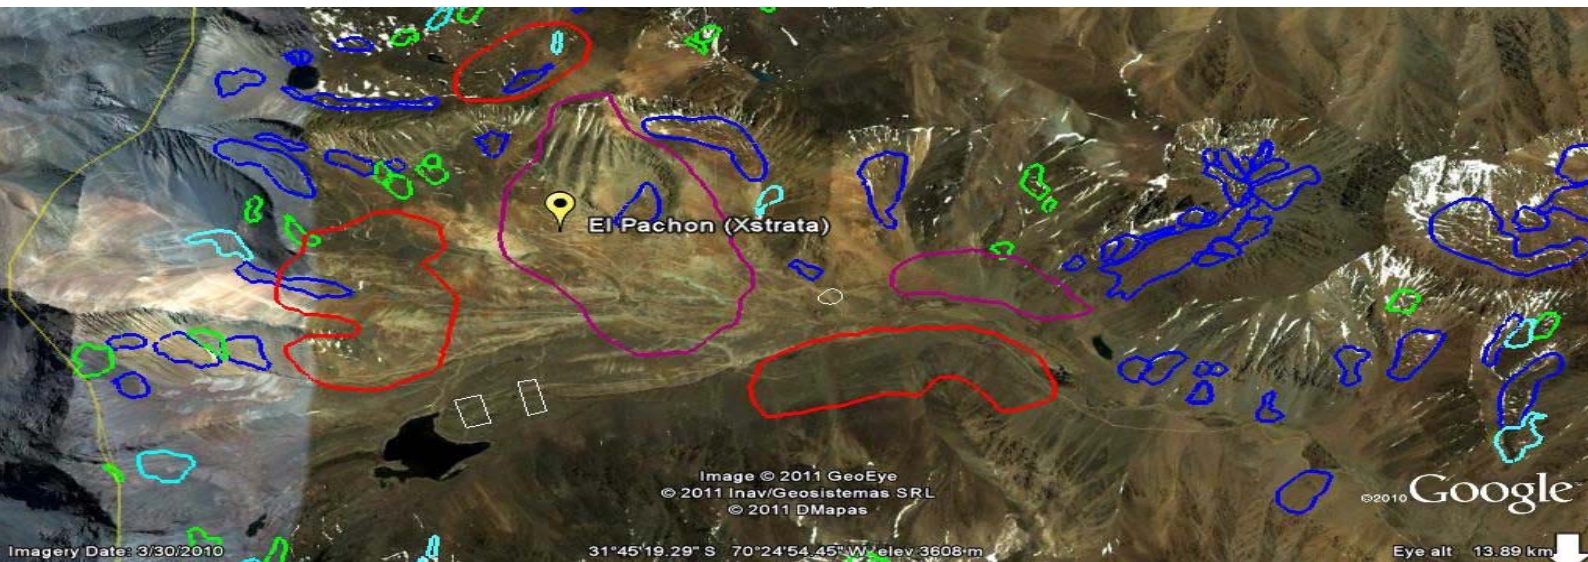 El Pachon (Xstrata)
Image © 2011 GeoEye
© 2011 Inav/Geosistemas SRL
© 2011 DMapas
©2010 Google
Imagery Date: 3/30/2010
31°45'19.29" S 70°24'54.45" W elev 3608 m
Eye alt 13.89 km